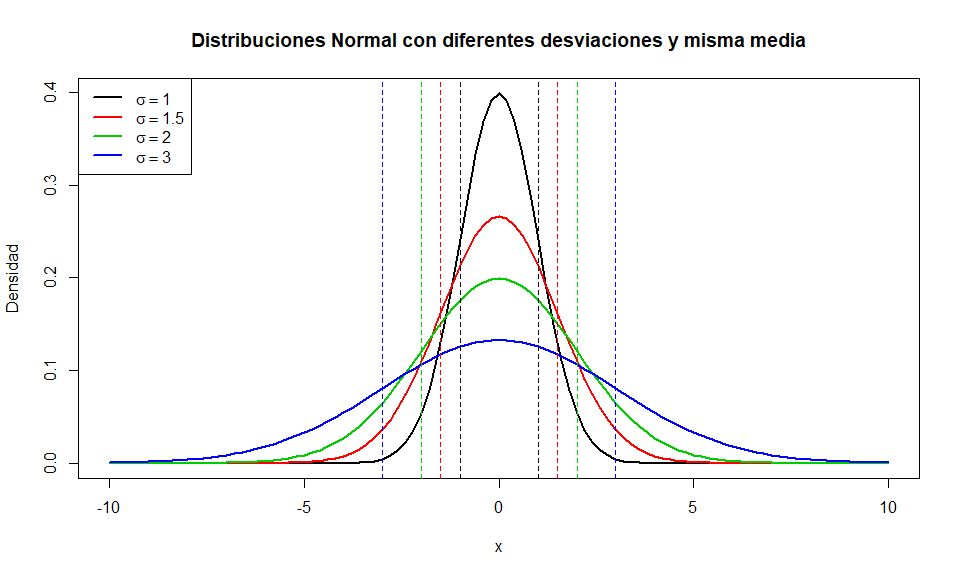 Distribuciones Normal con diferentes desviaciones y misma media
σ = 1
σ = 1.5
σ = 2
σ = 3
Densidad
0.4
0.3
0.2
0.1
0.0
-10
-5
0
5
10
x